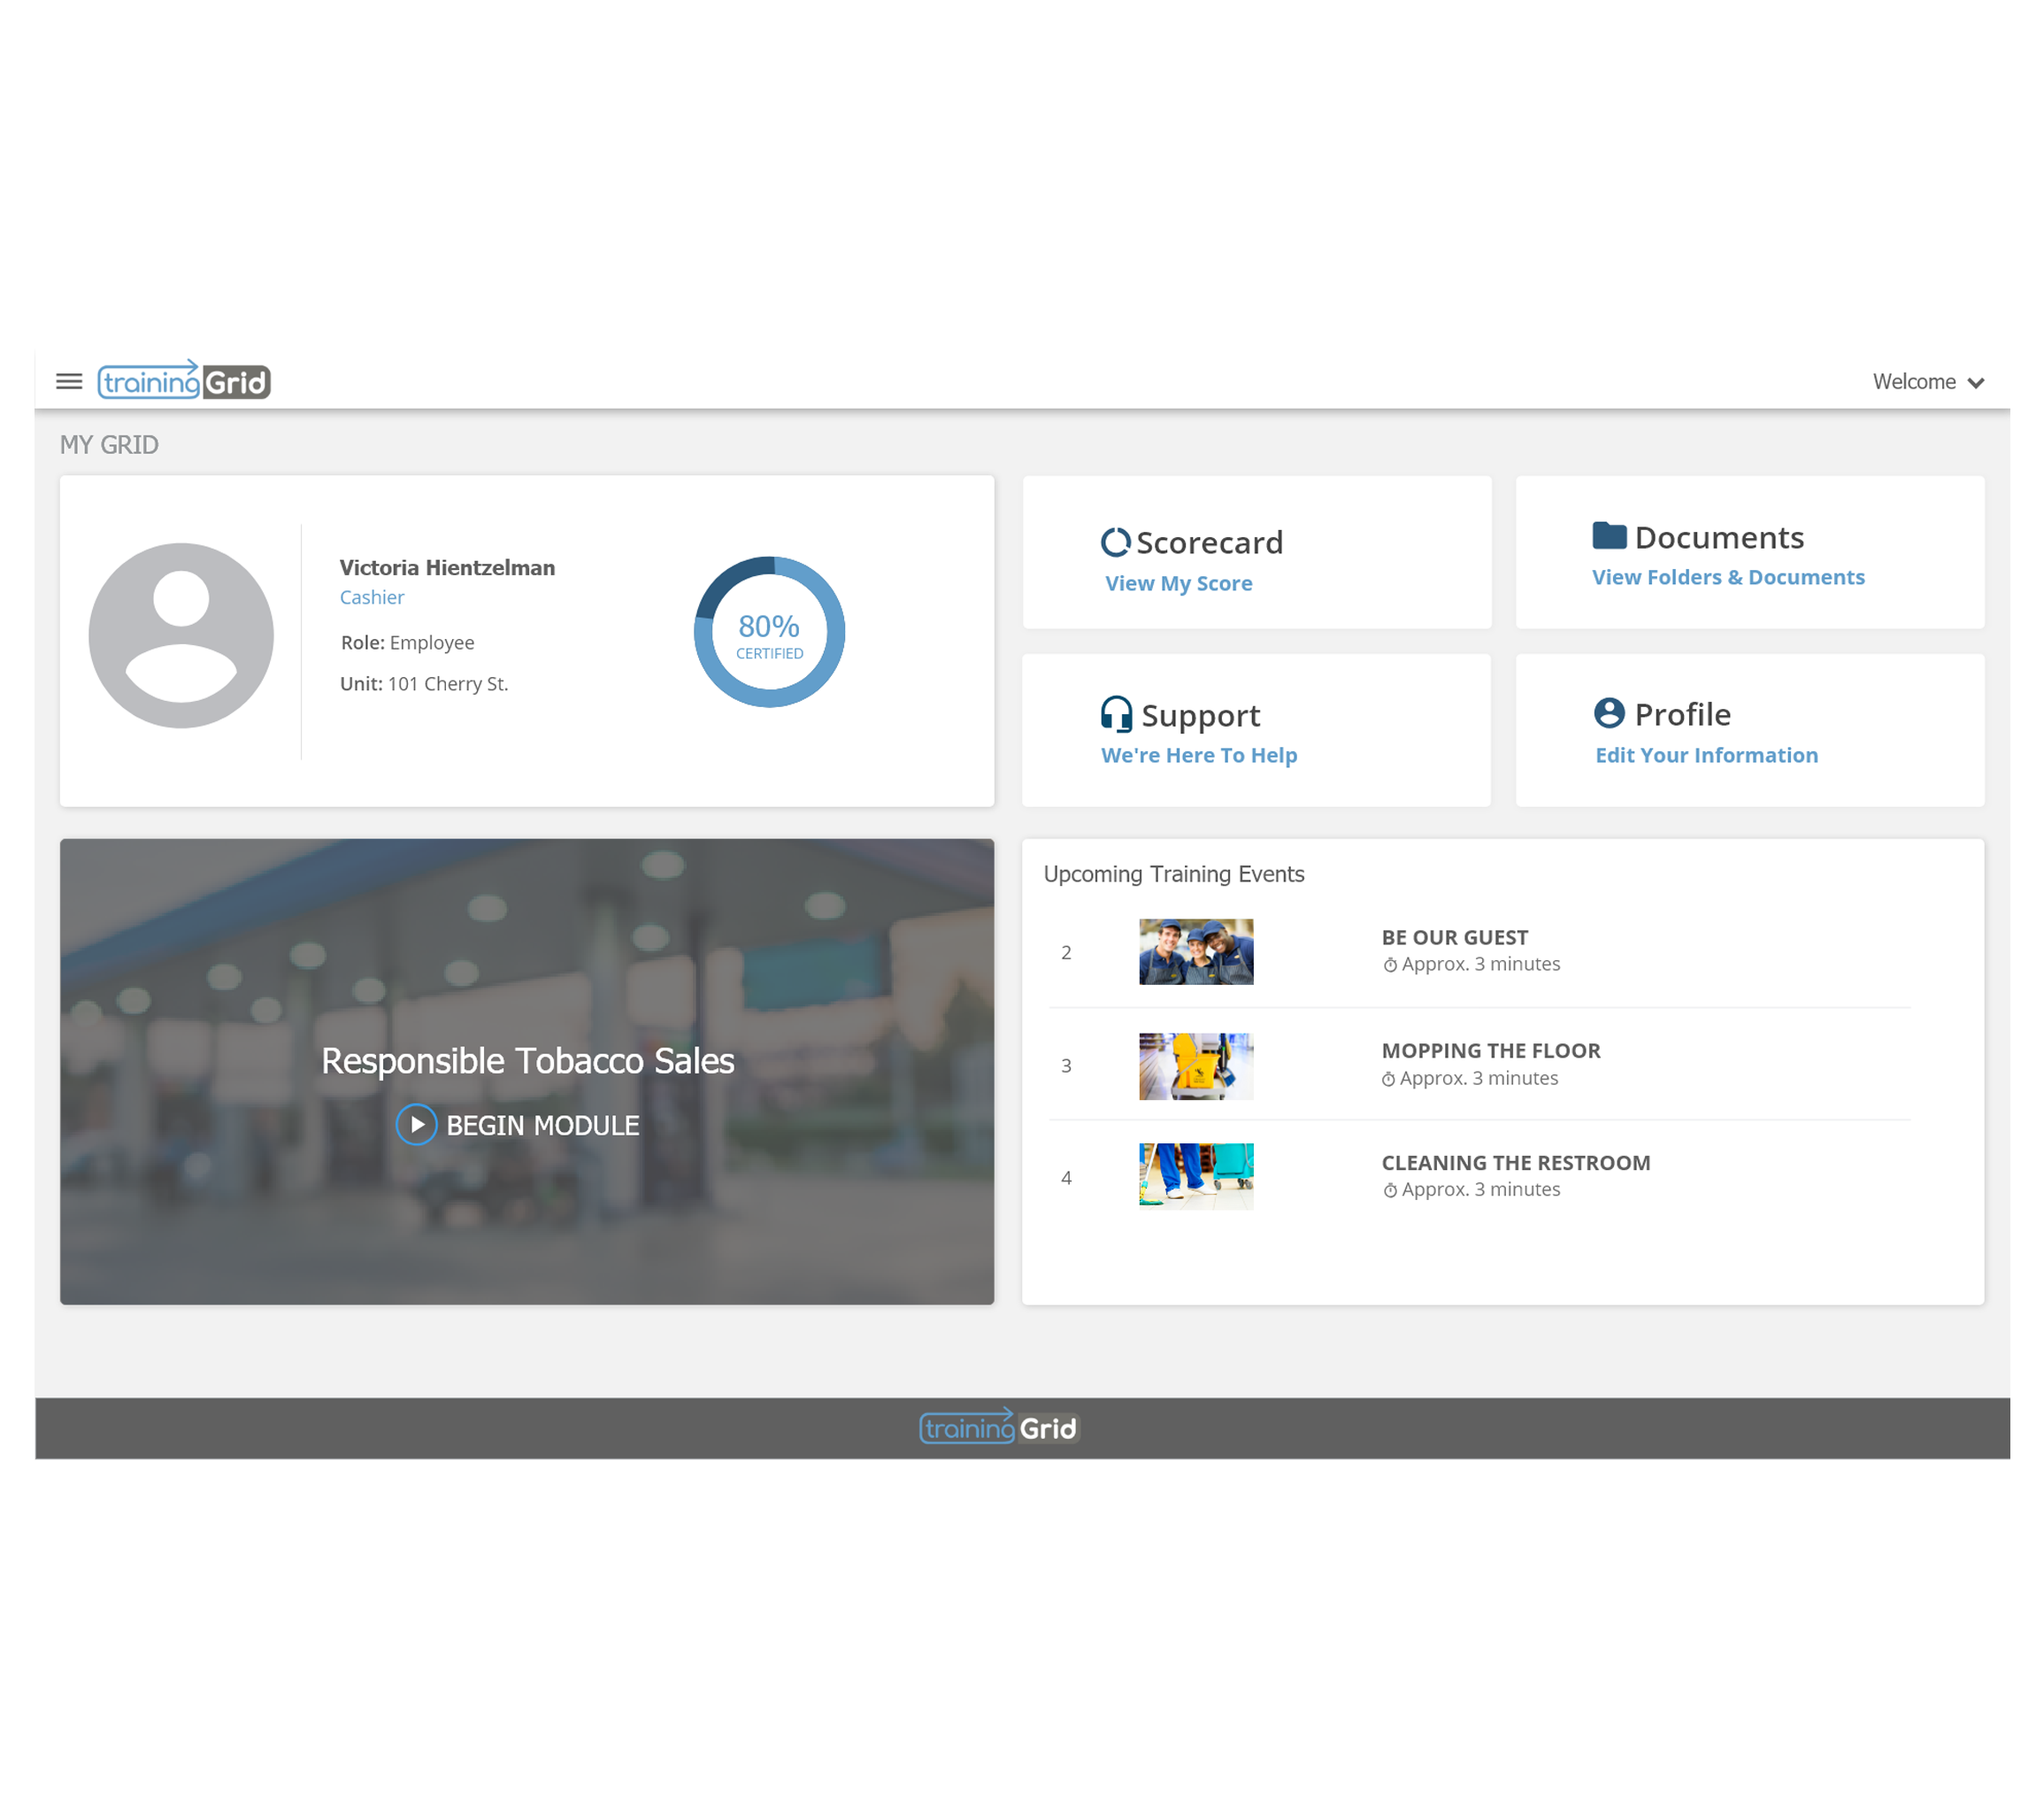 trainingGrid
Welcome
MY GRID
Victoria Hientzelman
Cashier
Role: Employee
Unit: 101 Cherry St.
80%
CERTIFIED
Scorecard
View My Score
Documents
View Folders & Documents
Support
We're Here To Help
Profile
Edit Your Information
Responsible Tobacco Sales
BEGIN MODULE
Upcoming Training Events
2
BE OUR GUEST
Approx. 3 minutes
3
MOPPING THE FLOOR
Approx. 3 minutes
4
CLEANING THE RESTROOM
Approx. 3 minutes
trainingGrid